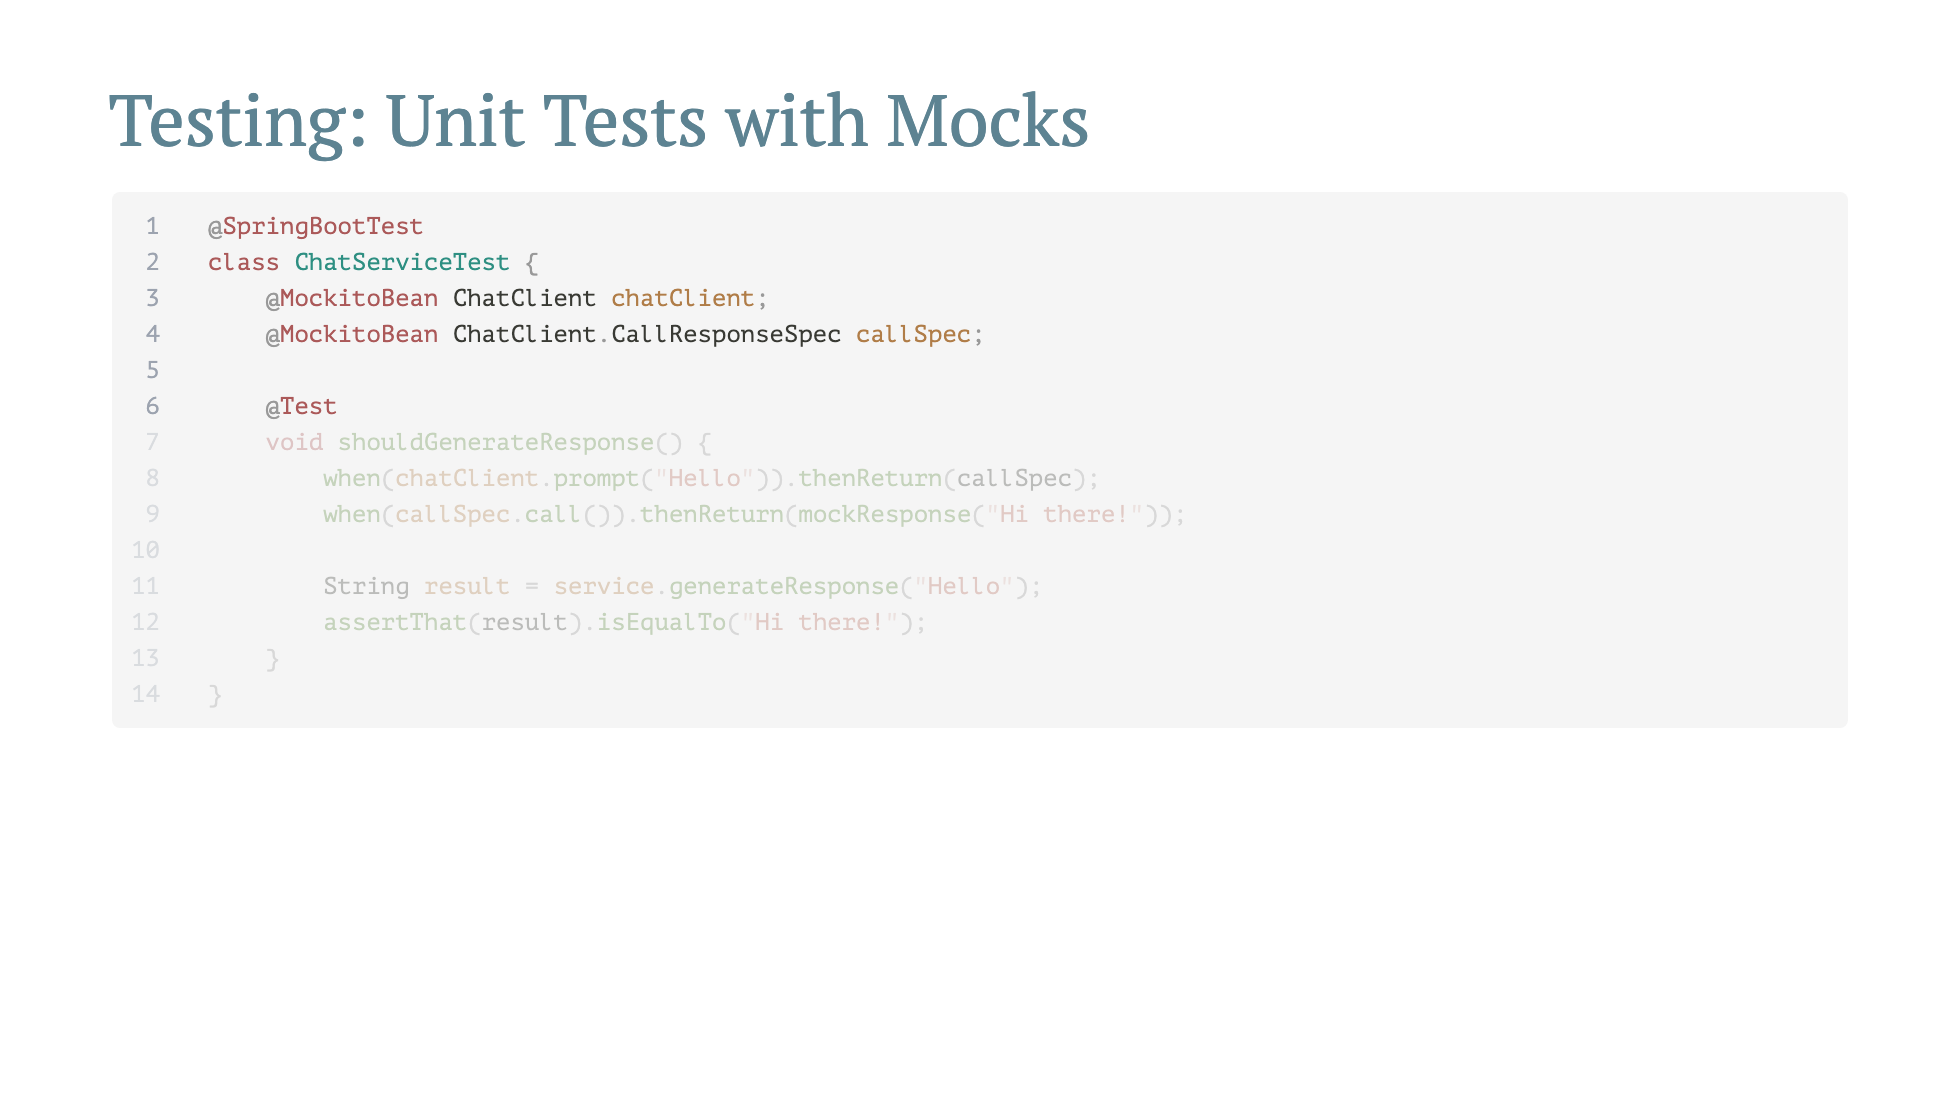 Testing: Unit Tests with Mocks
1 @SpringBootTest
2 class ChatServiceTest {
3     @MockitoBean ChatClient chatClient;
4     @MockitoBean ChatClient.CallResponseSpec callSpec;
5
6     @Test
7     void shouldGenerateResponse() {
8         when(chatClient.prompt("Hello")).thenReturn(callSpec);
9         when(callSpec.call()).thenReturn(mockResponse("Hi there!"));
10
11         String result = service.generateResponse("Hello");
12         assertThat(result).isEqualTo("Hi there!");
13     }
14 }